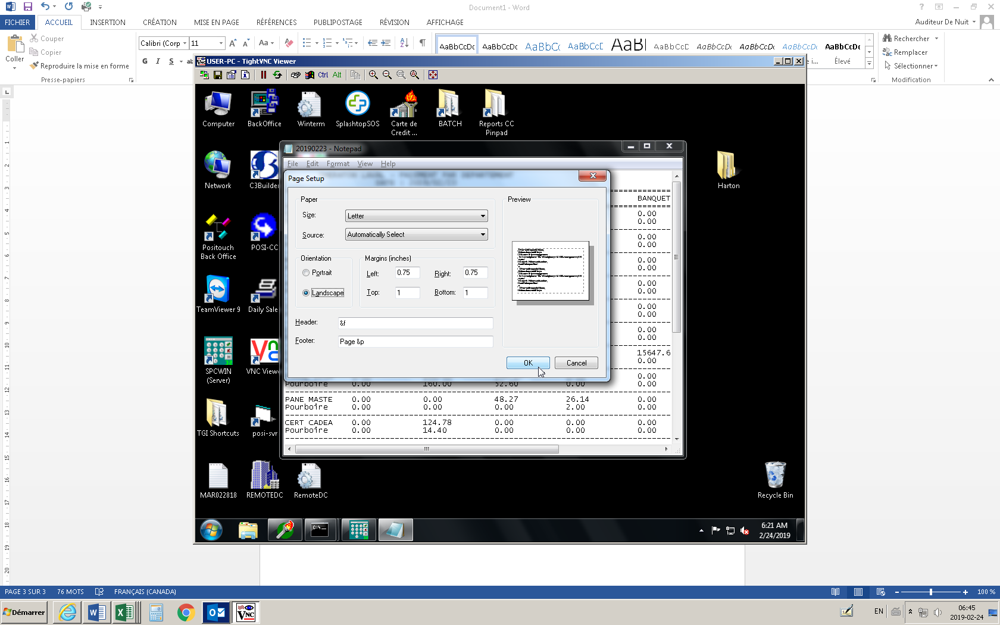 Document1 - Word
FICHIER ACCUEIL INSERTION CRÉATION MISE EN PAGE RÉFÉRENCES PUBLIPOSTAGE RÉVISION AFFICHAGE Auditeur De Nuit
Couper
Copier
Reproduire la mise en forme
Coller
Presse-papiers
Calibri (Corp 11
G I S
AaBbCcDc AaBbCcDc AaBbCc AaBbCcD AaBl AaBbCcD AaBbCcDc AaBbCcDc AaBbCcDc AaBbCcDc
Élevé
Rechercher
Remplacer
Sélectionner
Modification
USER-PC - TightVNC Viewer
Ctrl Alt
Computer BackOffice Winterm SplashtopSOS Carte de Credit ... BATCH Reports CC Pinpad
Network C3Builder Harton
Positouch Back Office POSI-CC
TeamViewer 9 Daily Sale
SPCWIN (Server) VNC View
TGI Shortcuts posi-svr
MAR022818 REMOTEDC RemoteDC Recycle Bin
20190223 - Notepad
File Edit Format View Help
Page Setup
Paper
Size: Letter
Source: Automatically Select
Orientation
Portrait
Landscape
Margins (inches)
Left: 0.75 Right: 0.75
Top: 1 Bottom: 1
Header: &f
Footer: Page &p
Preview
OK Cancel
BANQUET
0.00
0.00
0.00
0.00
0.00
0.00
0.00
0.00
0.00
0.00
0.00
0.00
15647.6
0.00
0.00
Pourboire 0.00 160.00 52.60 0.00 0.00
PANE MASTE 0.00 0.00 48.27 26.14 0.00
Pourboire 0.00 0.00 0.00 2.00 0.00
CERT CADEA 0.00 124.78 0.00 0.00 0.00
Pourboire 0.00 14.40 0.00 0.00 0.00
6:21 AM
2/24/2019
PAGE 3 SUR 3 76 MOTS FRANÇAIS (CANADA) 100 %
Démarrer
EN
06:45
2019-02-24